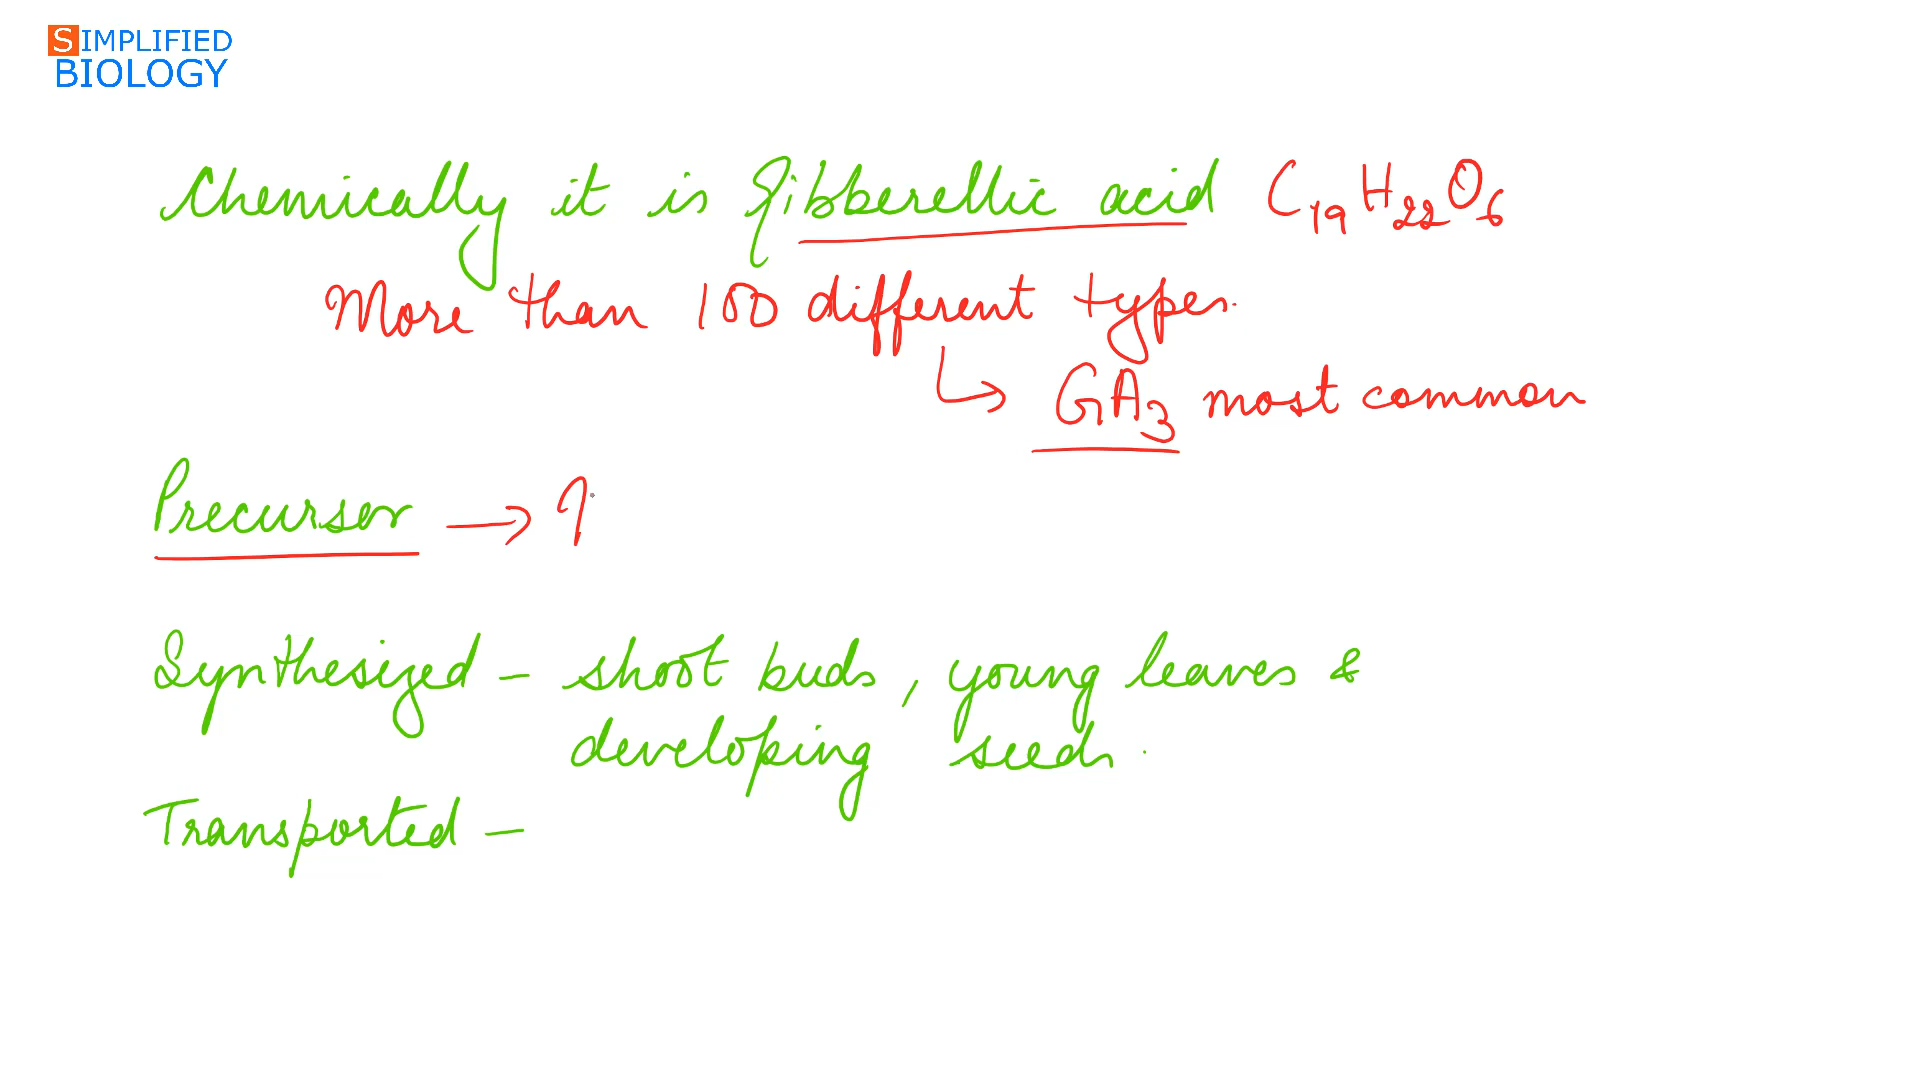 SIMPLIFIED
BIOLOGY
Chemically it is gibberellic acid C₁₉H₂₂O₆
More than 100 different types.
GA₃ most common
Precursor →
Synthesized - shoot buds, young leaves &
developing seeds.
Transported -